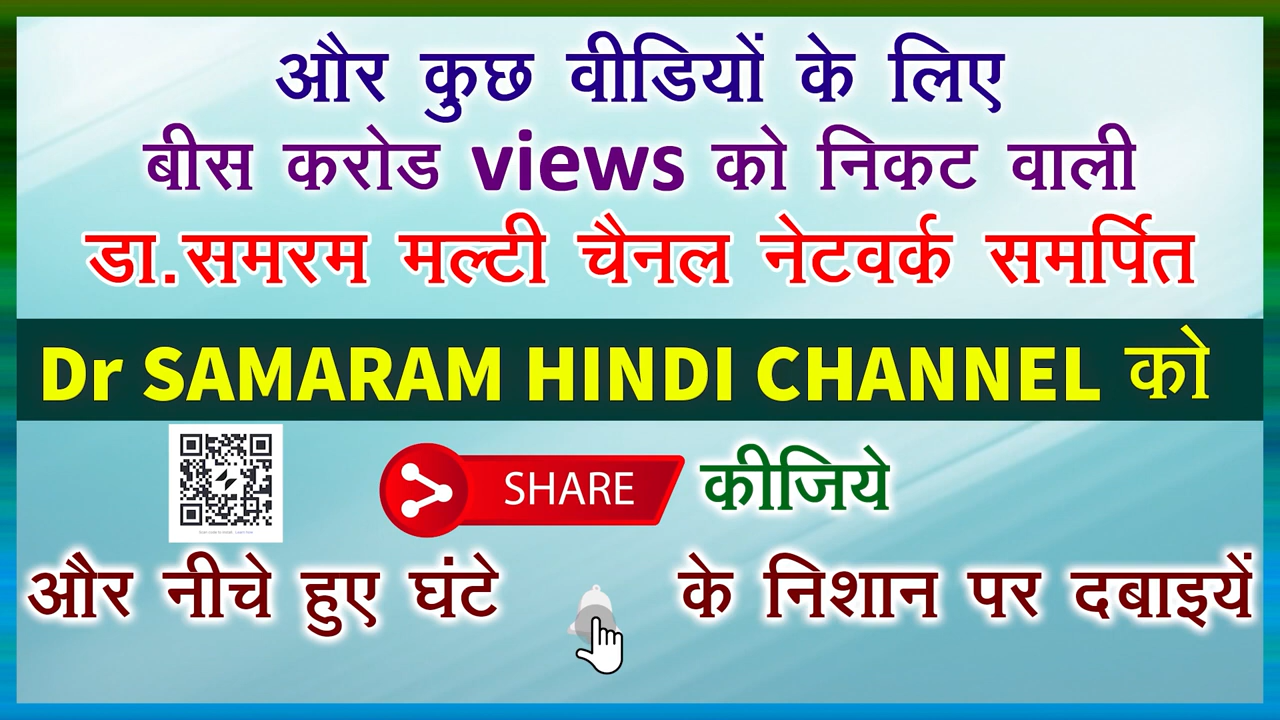 और कुछ वीडियों के लिए
बीस करोड views को निकट वाली
डा.समरम मल्टी चैनल नेटवर्क समर्पित
Dr SAMARAM HINDI CHANNEL को
SHARE कीजिये
और नीचे हुए घंटे के निशान पर दबाइयें